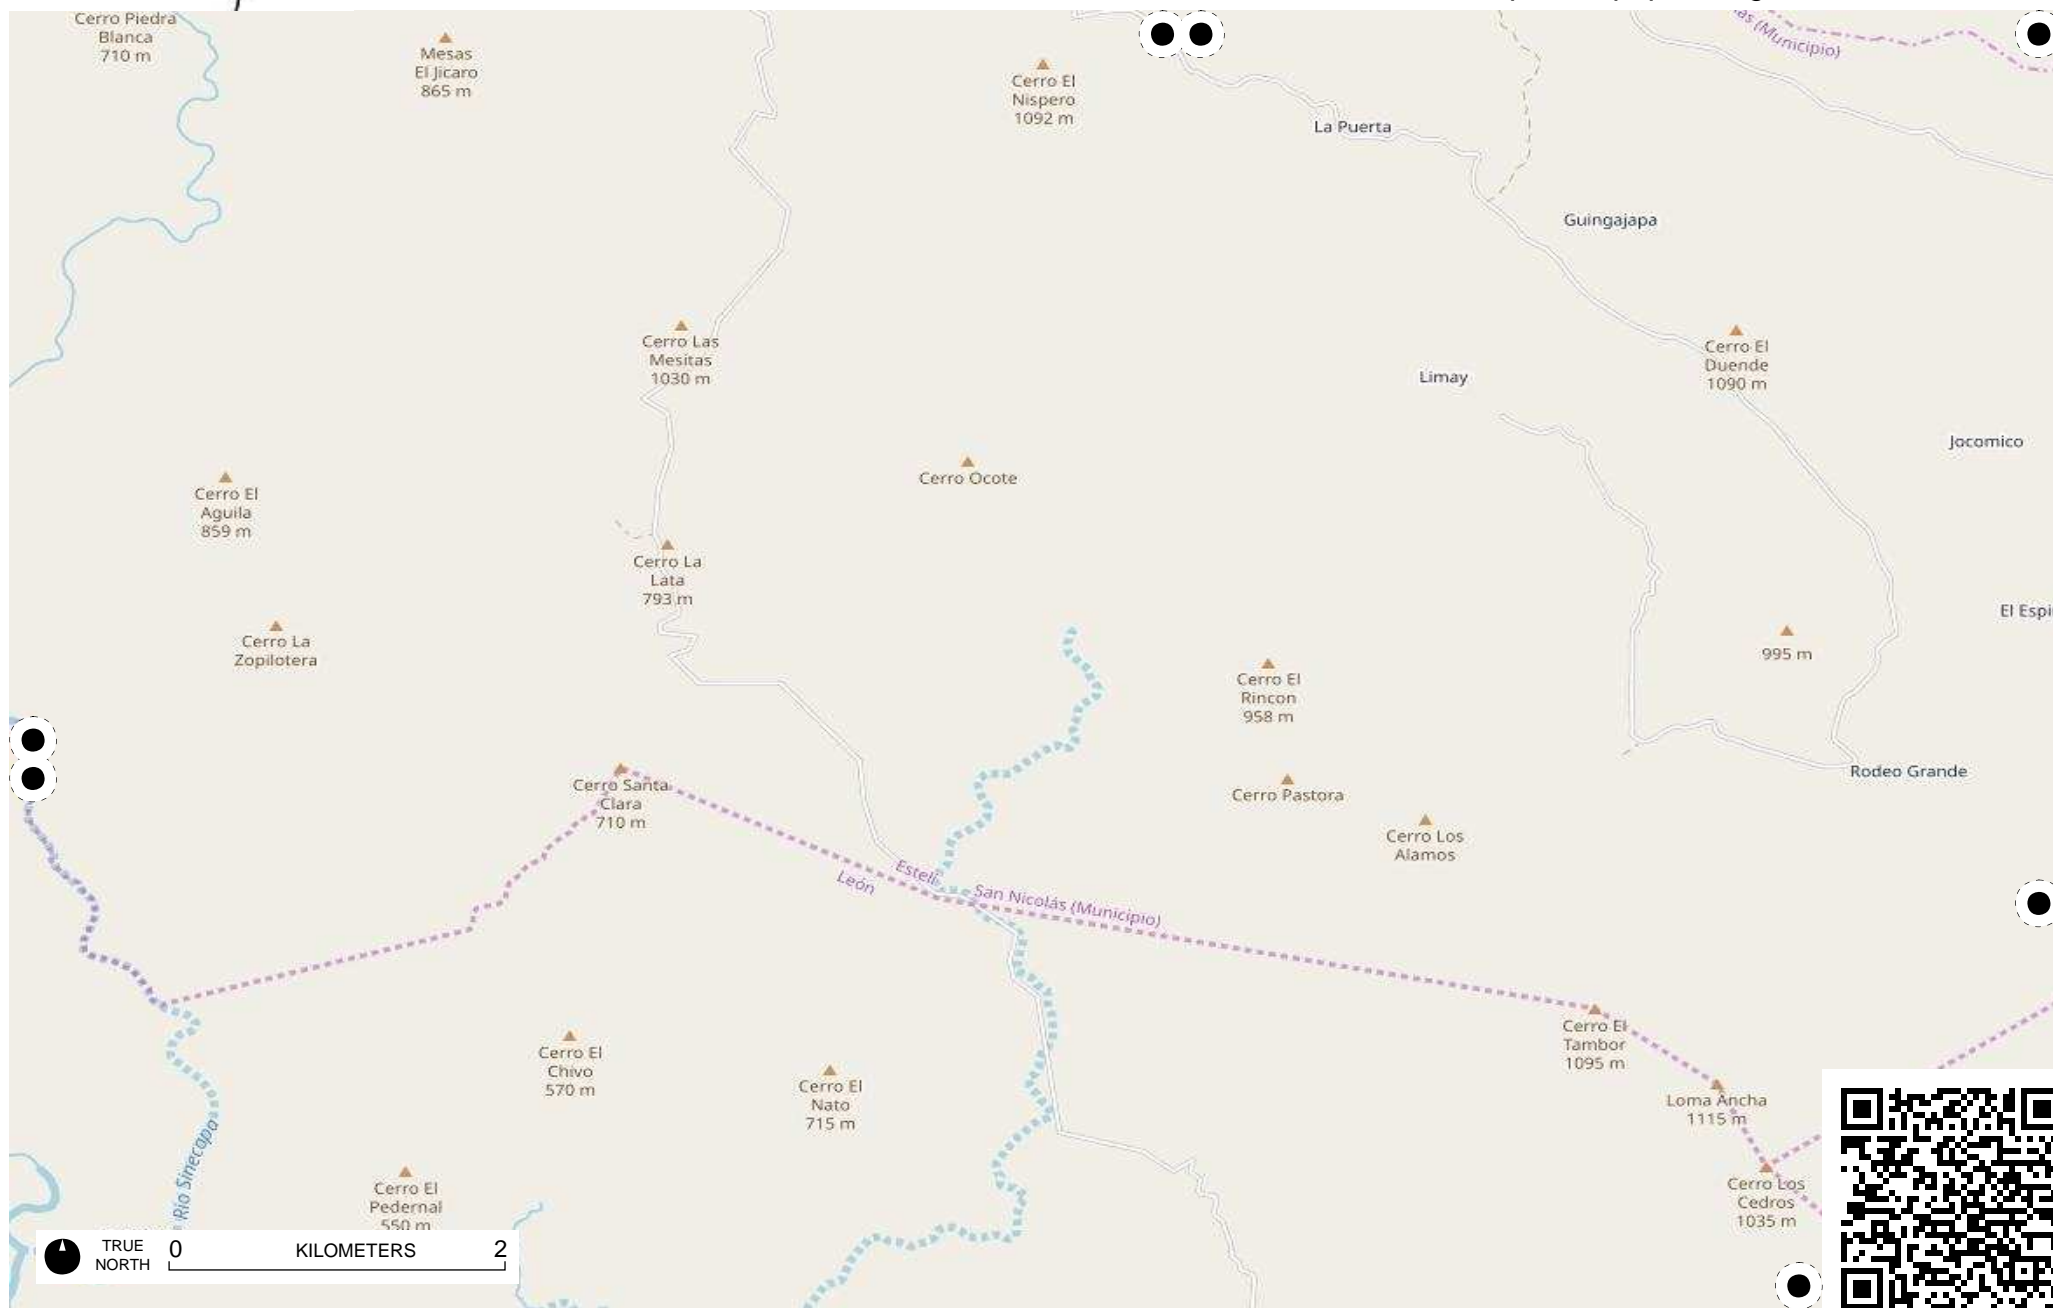 Cerro Piedra
Blanca
710 m
Mesas
El Jicaro
865 m
Cerro El
Nispero
1092 m
(Municipio)
La Puerta
Guingajapa
Cerro Las
Mesitas
1030 m
Cerro El
Duende
1090 m
Limay
Jocomico
Cerro Ocote
Cerro El
Aguila
859 m
Cerro La
Lata
793 m
El Espi
Cerro La
Zopilotera
995 m
Cerro El
Rincon
958 m
Rodeo Grande
Cerro Santa
Clara
710 m
Cerro Pastora
Cerro Los
Alamos
Estelí
León
San Nicolás (Municipio)
Cerro El
Tambor
1095 m
Cerro El
Chivo
570 m
Cerro El
Nato
715 m
Loma Ancha
1115 m
Río Sinecapa
Cerro El
Pedernal
550 m
Cerro Los
Cedros
1035 m
TRUE
NORTH
0 KILOMETERS 2